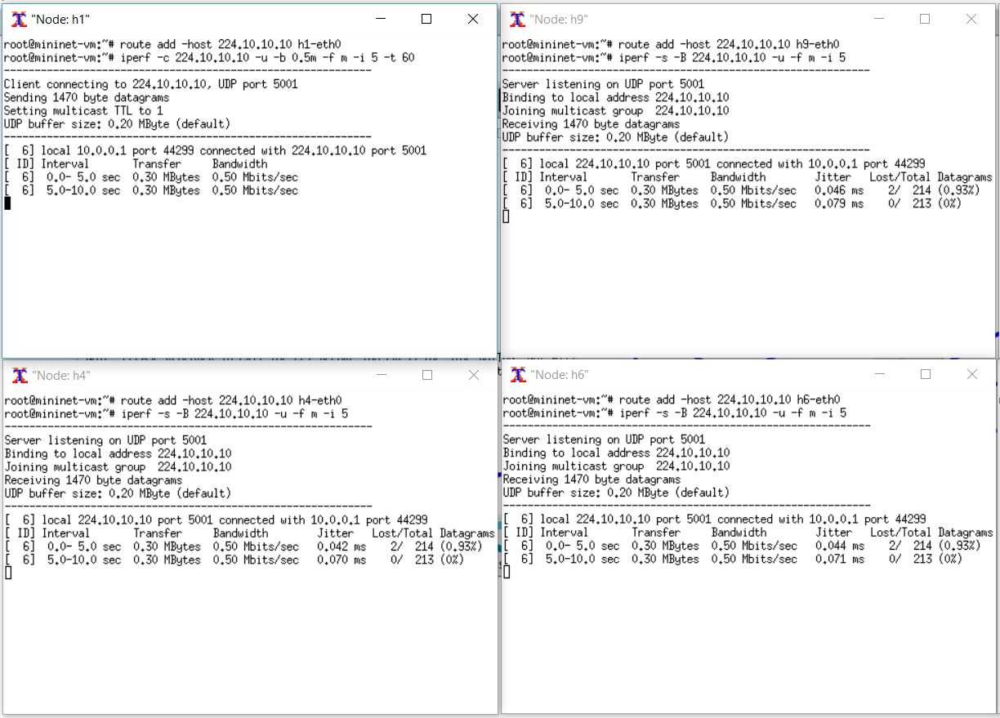 "Node: h1"
root@mininet-vm:~# route add -host 224.10.10.10 h1-eth0
root@mininet-vm:~# iperf -c 224.10.10.10 -u -b 0.5m -f m -i 5 -t 60
------------------------------------------------------------
Client connecting to 224.10.10.10, UDP port 5001
Sending 1470 byte datagrams
Setting multicast TTL to 1
UDP buffer size: 0.20 MByte (default)
------------------------------------------------------------
[  6] local 10.0.0.1 port 44299 connected with 224.10.10.10 port 5001
[ ID] Interval       Transfer     Bandwidth
[  6]  0.0- 5.0 sec  0.30 MBytes  0.50 Mbits/sec
[  6]  5.0-10.0 sec  0.30 MBytes  0.50 Mbits/sec
"Node: h9"
root@mininet-vm:~# route add -host 224.10.10.10 h9-eth0
root@mininet-vm:~# iperf -s -B 224.10.10.10 -u -f m -i 5
------------------------------------------------------------
Server listening on UDP port 5001
Binding to local address 224.10.10.10
Joining multicast group  224.10.10.10
Receiving 1470 byte datagrams
UDP buffer size: 0.20 MByte (default)
------------------------------------------------------------
[  6] local 224.10.10.10 port 5001 connected with 10.0.0.1 port 44299
[ ID] Interval       Transfer     Bandwidth        Jitter   Lost/Total Datagrams
[  6]  0.0- 5.0 sec  0.30 MBytes  0.50 Mbits/sec   0.046 ms    2/  214 (0.93%)
[  6]  5.0-10.0 sec  0.30 MBytes  0.50 Mbits/sec   0.079 ms    0/  213 (0%)
"Node: h4"
root@mininet-vm:~# route add -host 224.10.10.10 h4-eth0
root@mininet-vm:~# iperf -s -B 224.10.10.10 -u -f m -i 5
------------------------------------------------------------
Server listening on UDP port 5001
Binding to local address 224.10.10.10
Joining multicast group  224.10.10.10
Receiving 1470 byte datagrams
UDP buffer size: 0.20 MByte (default)
------------------------------------------------------------
[  6] local 224.10.10.10 port 5001 connected with 10.0.0.1 port 44299
[ ID] Interval       Transfer     Bandwidth        Jitter   Lost/Total Datagrams
[  6]  0.0- 5.0 sec  0.30 MBytes  0.50 Mbits/sec   0.042 ms    2/  214 (0.93%)
[  6]  5.0-10.0 sec  0.30 MBytes  0.50 Mbits/sec   0.070 ms    0/  213 (0%)
"Node: h6"
root@mininet-vm:~# route add -host 224.10.10.10 h6-eth0
root@mininet-vm:~# iperf -s -B 224.10.10.10 -u -f m -i 5
------------------------------------------------------------
Server listening on UDP port 5001
Binding to local address 224.10.10.10
Joining multicast group  224.10.10.10
Receiving 1470 byte datagrams
UDP buffer size: 0.20 MByte (default)
------------------------------------------------------------
[  6] local 224.10.10.10 port 5001 connected with 10.0.0.1 port 44299
[ ID] Interval       Transfer     Bandwidth        Jitter   Lost/Total Datagrams
[  6]  0.0- 5.0 sec  0.30 MBytes  0.50 Mbits/sec   0.044 ms    2/  214 (0.93%)
[  6]  5.0-10.0 sec  0.30 MBytes  0.50 Mbits/sec   0.071 ms    0/  213 (0%)